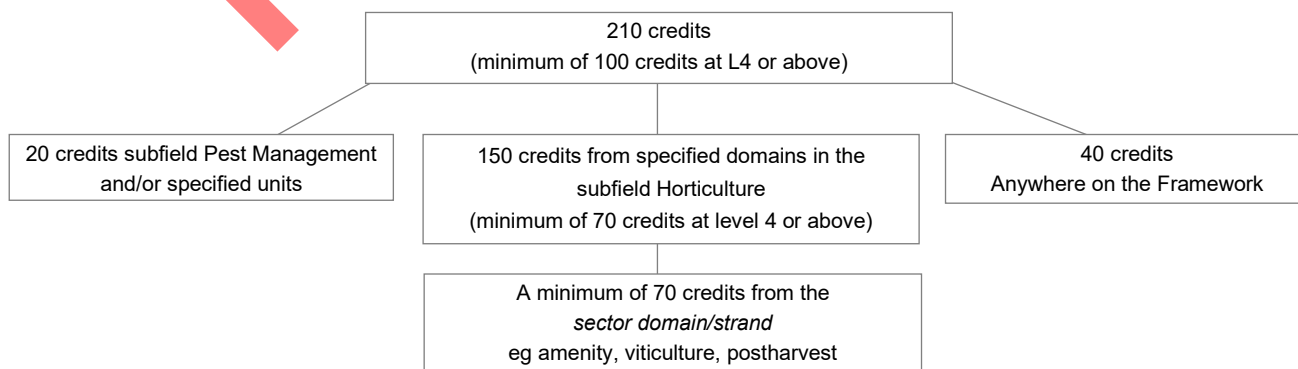 210 credits
(minimum of 100 credits at L4 or above)
20 credits subfield Pest Management
and/or specified units
150 credits from specified domains in the
subfield Horticulture
(minimum of 70 credits at level 4 or above)
40 credits
Anywhere on the Framework
A minimum of 70 credits from the
sector domain/strand
eg amenity, viticulture, postharvest